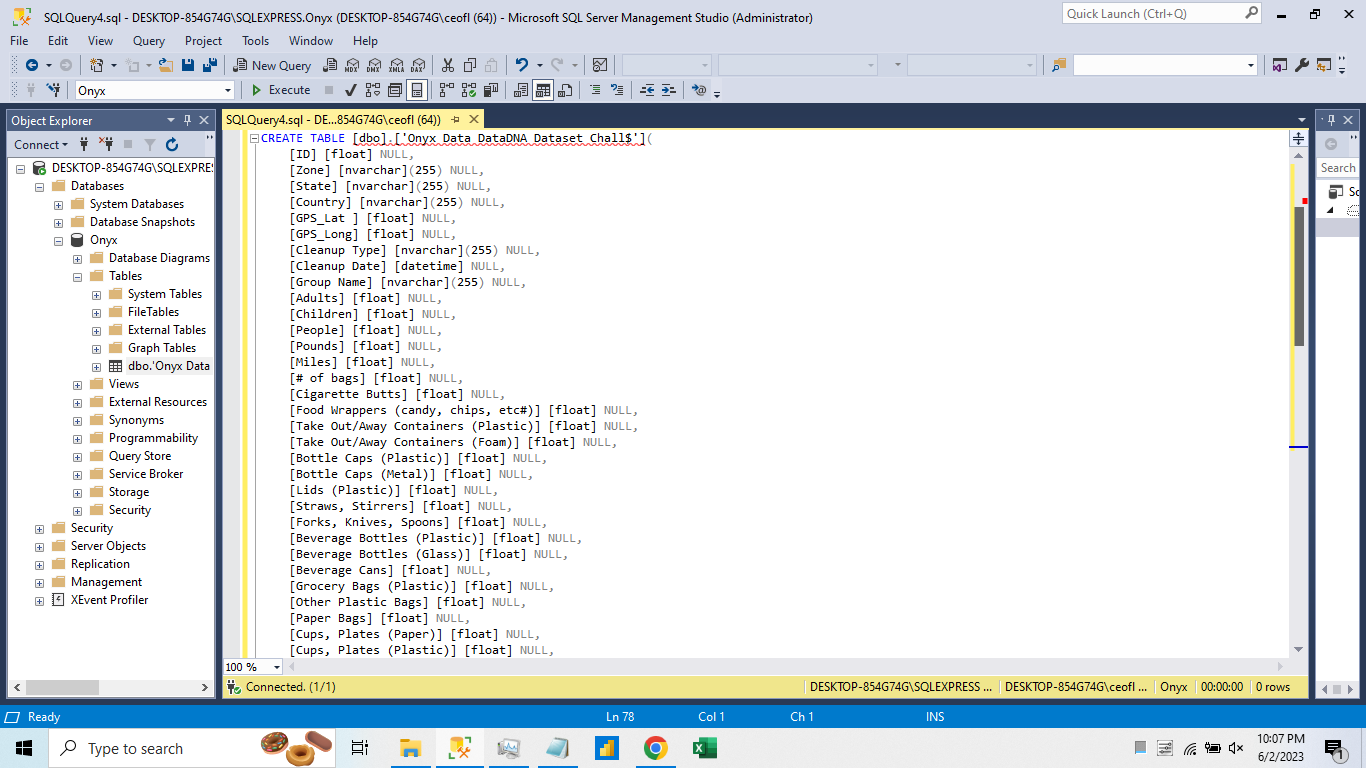 SQLQuery4.sql - DESKTOP-854G74G\SQLEXPRESS.Onyx (DESKTOP-854G74G\ceofl (64)) - Microsoft SQL Server Management Studio (Administrator)
Quick Launch (Ctrl+Q)
File Edit View Query Project Tools Window Help
New Query MDX DMX XMLA DAX
Onyx Execute
Object Explorer
Connect
DESKTOP-854G74G\SQLEXPRES
Databases
System Databases
Database Snapshots
Onyx
Database Diagrams
Tables
System Tables
FileTables
External Tables
Graph Tables
dbo.'Onyx Data
Views
External Resources
Synonyms
Programmability
Query Store
Service Broker
Storage
Security
Security
Server Objects
Replication
Management
XEvent Profiler
SQLQuery4.sql - DE...854G74G\ceofl (64))
CREATE TABLE [dbo].['Onyx Data DataDNA Dataset Chall$'](
[ID] [float] NULL,
[Zone] [nvarchar](255) NULL,
[State] [nvarchar](255) NULL,
[Country] [nvarchar](255) NULL,
[GPS_Lat ] [float] NULL,
[GPS_Long] [float] NULL,
[Cleanup Type] [nvarchar](255) NULL,
[Cleanup Date] [datetime] NULL,
[Group Name] [nvarchar](255) NULL,
[Adults] [float] NULL,
[Children] [float] NULL,
[People] [float] NULL,
[Pounds] [float] NULL,
[Miles] [float] NULL,
[# of bags] [float] NULL,
[Cigarette Butts] [float] NULL,
[Food Wrappers (candy, chips, etc#)] [float] NULL,
[Take Out/Away Containers (Plastic)] [float] NULL,
[Take Out/Away Containers (Foam)] [float] NULL,
[Bottle Caps (Plastic)] [float] NULL,
[Bottle Caps (Metal)] [float] NULL,
[Lids (Plastic)] [float] NULL,
[Straws, Stirrers] [float] NULL,
[Forks, Knives, Spoons] [float] NULL,
[Beverage Bottles (Plastic)] [float] NULL,
[Beverage Bottles (Glass)] [float] NULL,
[Beverage Cans] [float] NULL,
[Grocery Bags (Plastic)] [float] NULL,
[Other Plastic Bags] [float] NULL,
[Paper Bags] [float] NULL,
[Cups, Plates (Paper)] [float] NULL,
[Cups, Plates (Plastic)] [float] NULL,
Search
So
100 %
Connected. (1/1) DESKTOP-854G74G\SQLEXPRESS ... DESKTOP-854G74G\ceofl ... Onyx 00:00:00 0 rows
Ready Ln 78 Col 1 Ch 1 INS
Type to search
10:07 PM
6/2/2023
1